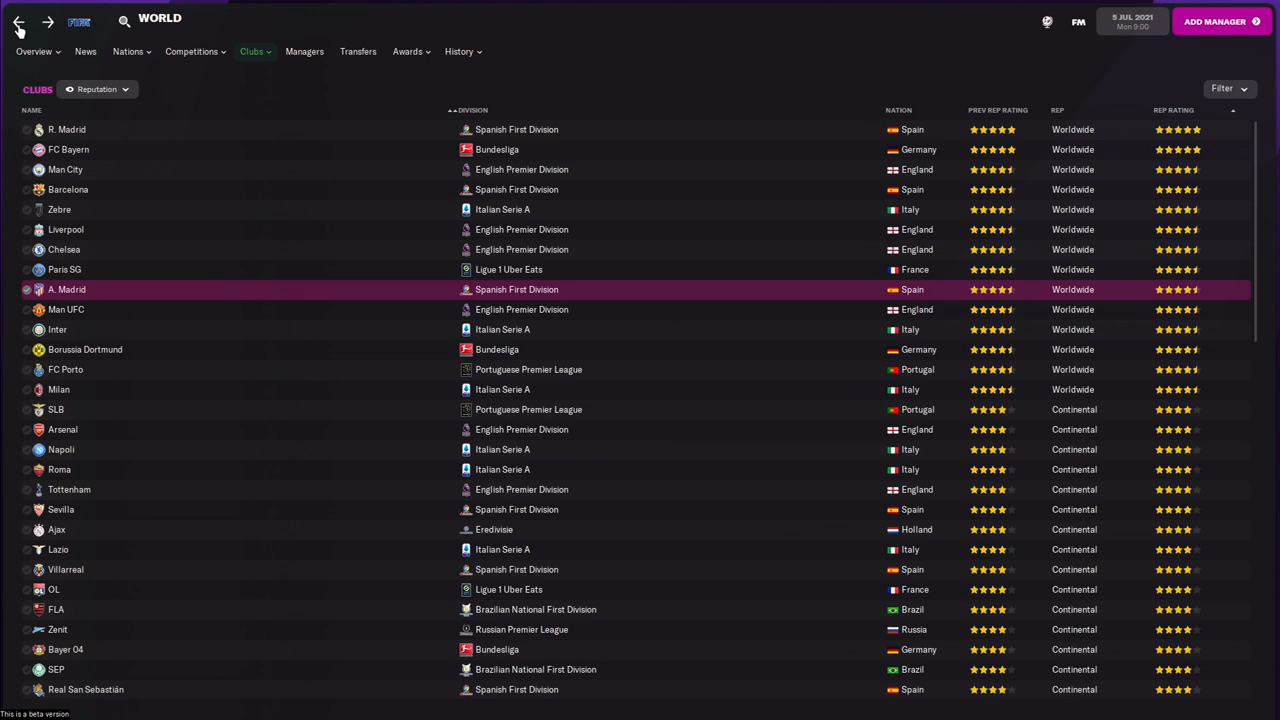 FIFA WORLD FM 5 JUL 2021 Mon 9:00 ADD MANAGER
Overview News Nations Competitions Clubs Managers Transfers Awards History
CLUBS Reputation Filter
NAME DIVISION NATION PREV REP RATING REP REP RATING
R. Madrid Spanish First Division Spain Worldwide
FC Bayern Bundesliga Germany Worldwide
Man City English Premier Division England Worldwide
Barcelona Spanish First Division Spain Worldwide
Zebre Italian Serie A Italy Worldwide
Liverpool English Premier Division England Worldwide
Chelsea English Premier Division England Worldwide
Paris SG Ligue 1 Uber Eats France Worldwide
A. Madrid Spanish First Division Spain Worldwide
Man UFC English Premier Division England Worldwide
Inter Italian Serie A Italy Worldwide
Borussia Dortmund Bundesliga Germany Worldwide
FC Porto Portuguese Premier League Portugal Worldwide
Milan Italian Serie A Italy Worldwide
SLB Portuguese Premier League Portugal Continental
Arsenal English Premier Division England Continental
Napoli Italian Serie A Italy Continental
Roma Italian Serie A Italy Continental
Tottenham English Premier Division England Continental
Sevilla Spanish First Division Spain Continental
Ajax Eredivisie Holland Continental
Lazio Italian Serie A Italy Continental
Villarreal Spanish First Division Spain Continental
OL Ligue 1 Uber Eats France Continental
FLA Brazilian National First Division Brazil Continental
Zenit Russian Premier League Russia Continental
Bayer 04 Bundesliga Germany Continental
SEP Brazilian National First Division Brazil Continental
Real San Sebastián Spanish First Division Spain Continental
This is a beta version